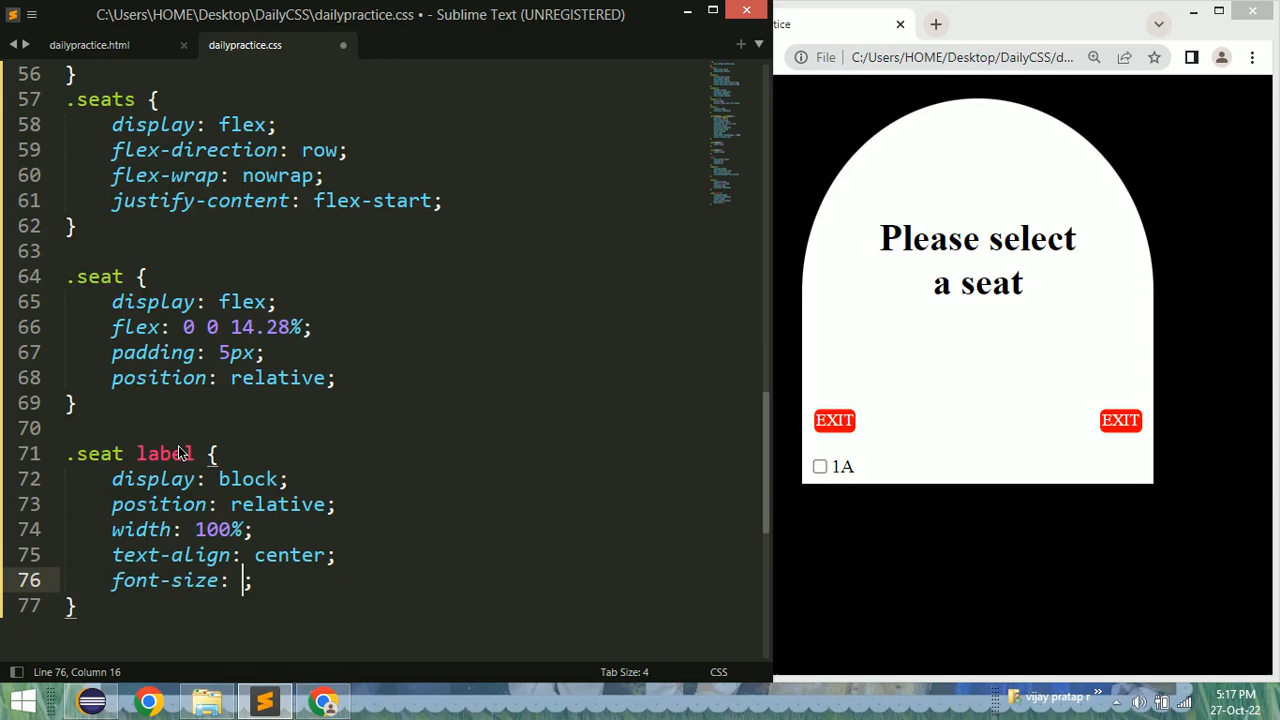 C:\Users\HOME\Desktop\DailyCSS\dailypractice.css • - Sublime Text (UNREGISTERED)
dailypractice.html
dailypractice.css
56 }
57 .seats {
58 display: flex;
59 flex-direction: row;
60 flex-wrap: nowrap;
61 justify-content: flex-start;
62 }
63
64 .seat {
65 display: flex;
66 flex: 0 0 14.28%;
67 padding: 5px;
68 position: relative;
69 }
70
71 .seat label {
72 display: block;
73 position: relative;
74 width: 100%;
75 text-align: center;
76 font-size: ;
77 }
Line 76, Column 16
Tab Size: 4
CSS
tice
File
C:/Users/HOME/Desktop/DailyCSS/d...
Please select
a seat
EXIT
EXIT
1A
vijay pratap r
5:17 PM
27-Oct-22